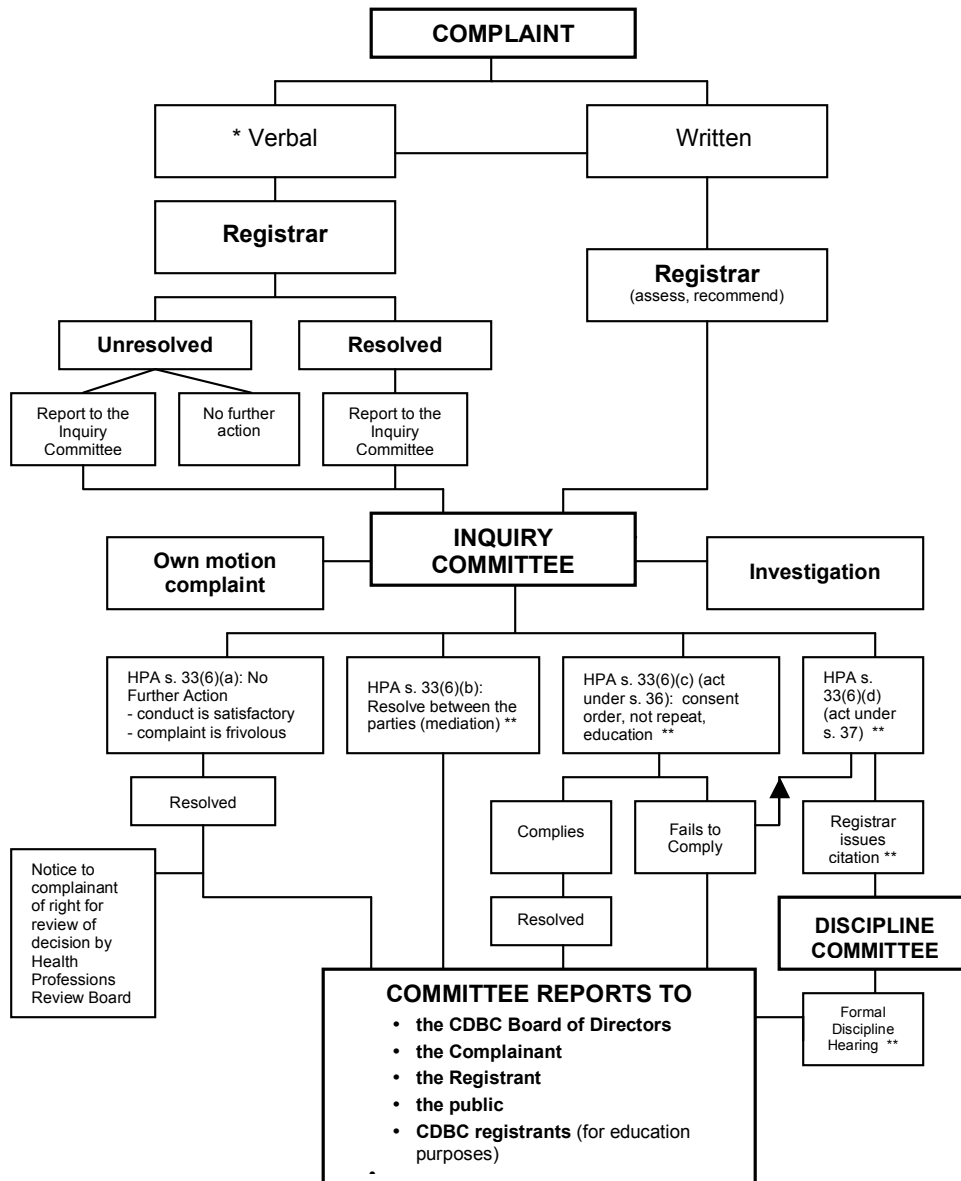 COMPLAINT
* Verbal
Written
Registrar
Registrar
(assess, recommend)
Unresolved
Resolved
Report to the
Inquiry
Committee
No further
action
Report to the
Inquiry
Committee
INQUIRY
COMMITTEE
Own motion
complaint
Investigation
HPA s. 33(6)(a): No
Further Action
- conduct is satisfactory
- complaint is frivolous
HPA s. 33(6)(b):
Resolve between the
parties (mediation) **
HPA s. 33(6)(c) (act
under s. 36): consent
order, not repeat,
education **
HPA s.
33(6)(d)
(act under
s. 37) **
Resolved
Complies
Fails to
Comply
Registrar
issues
citation **
Notice to
complainant
of right for
review of
decision by
Health
Professions
Review Board
Resolved
DISCIPLINE
COMMITTEE
COMMITTEE REPORTS TO
• the CDBC Board of Directors
• the Complainant
• the Registrant
• the public
• CDBC registrants (for education
purposes)
•
Formal
Discipline
Hearing **